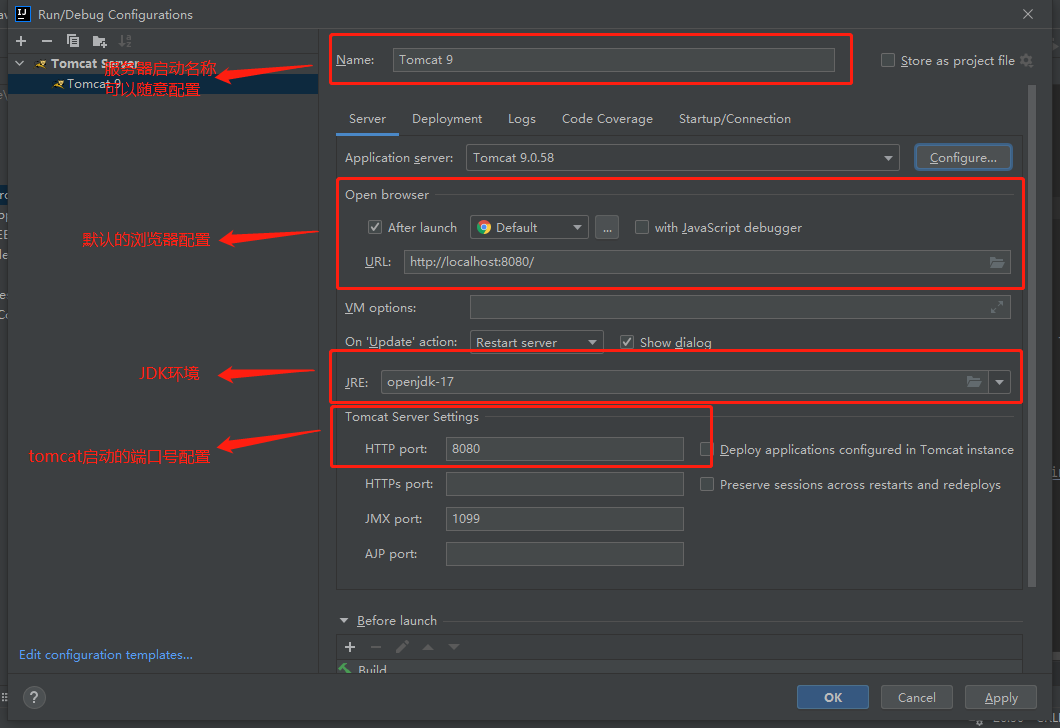 Run/Debug Configurations
Tomcat Server
Tomcat 9
服务器启动名称
可以随意配置
Name: Tomcat 9
Store as project file
Server Deployment Logs Code Coverage Startup/Connection
Application server: Tomcat 9.0.58 Configure...
Open browser
After launch Default ... with JavaScript debugger
默认的浏览器配置
URL: http://localhost:8080/
VM options:
On 'Update' action: Restart server Show dialog
JDK环境
JRE: openjdk-17
Tomcat Server Settings
tomcat启动的端口号配置
HTTP port: 8080 Deploy applications configured in Tomcat instance
HTTPs port: Preserve sessions across restarts and redeploys
JMX port: 1099
AJP port:
Before launch
Build
Edit configuration templates...
? OK Cancel Apply